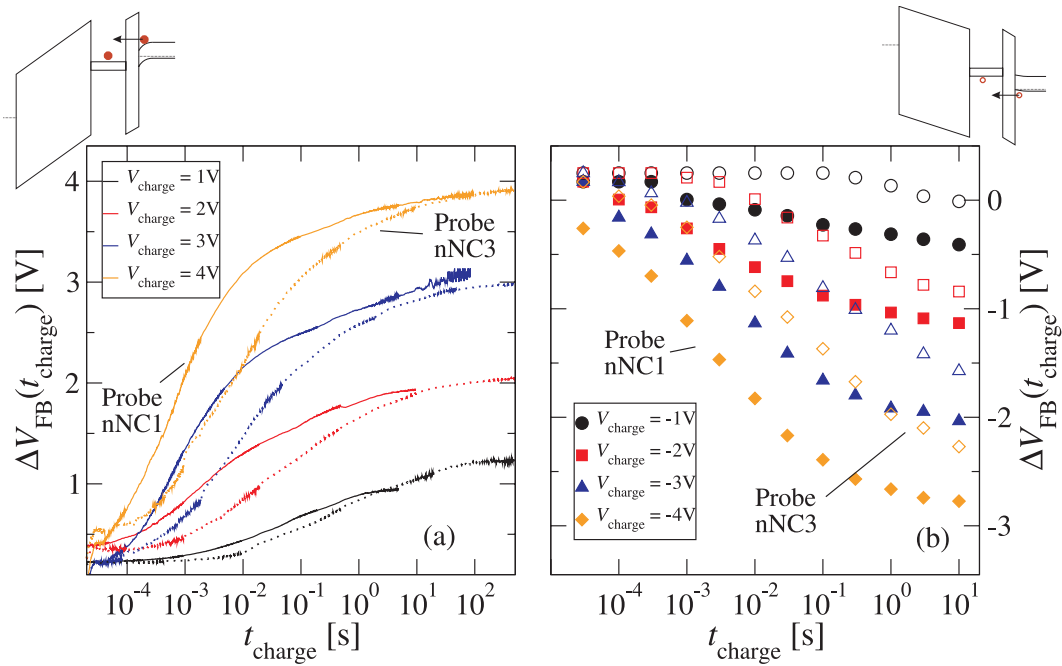 V_charge = 1V
V_charge = 2V
V_charge = 3V
V_charge = 4V
Probe
nNC3
Probe
nNC1
(a)
4
3
2
1
ΔV_FB(t_charge) [V]
10^-4 10^-3 10^-2 10^-1 10^0 10^1 10^2
t_charge [s]
Probe
nNC1
V_charge = -1V
V_charge = -2V
V_charge = -3V
V_charge = -4V
Probe
nNC3
(b)
0
-1
-2
-3
ΔV_FB(t_charge) [V]
10^-4 10^-3 10^-2 10^-1 10^0 10^1
t_charge [s]